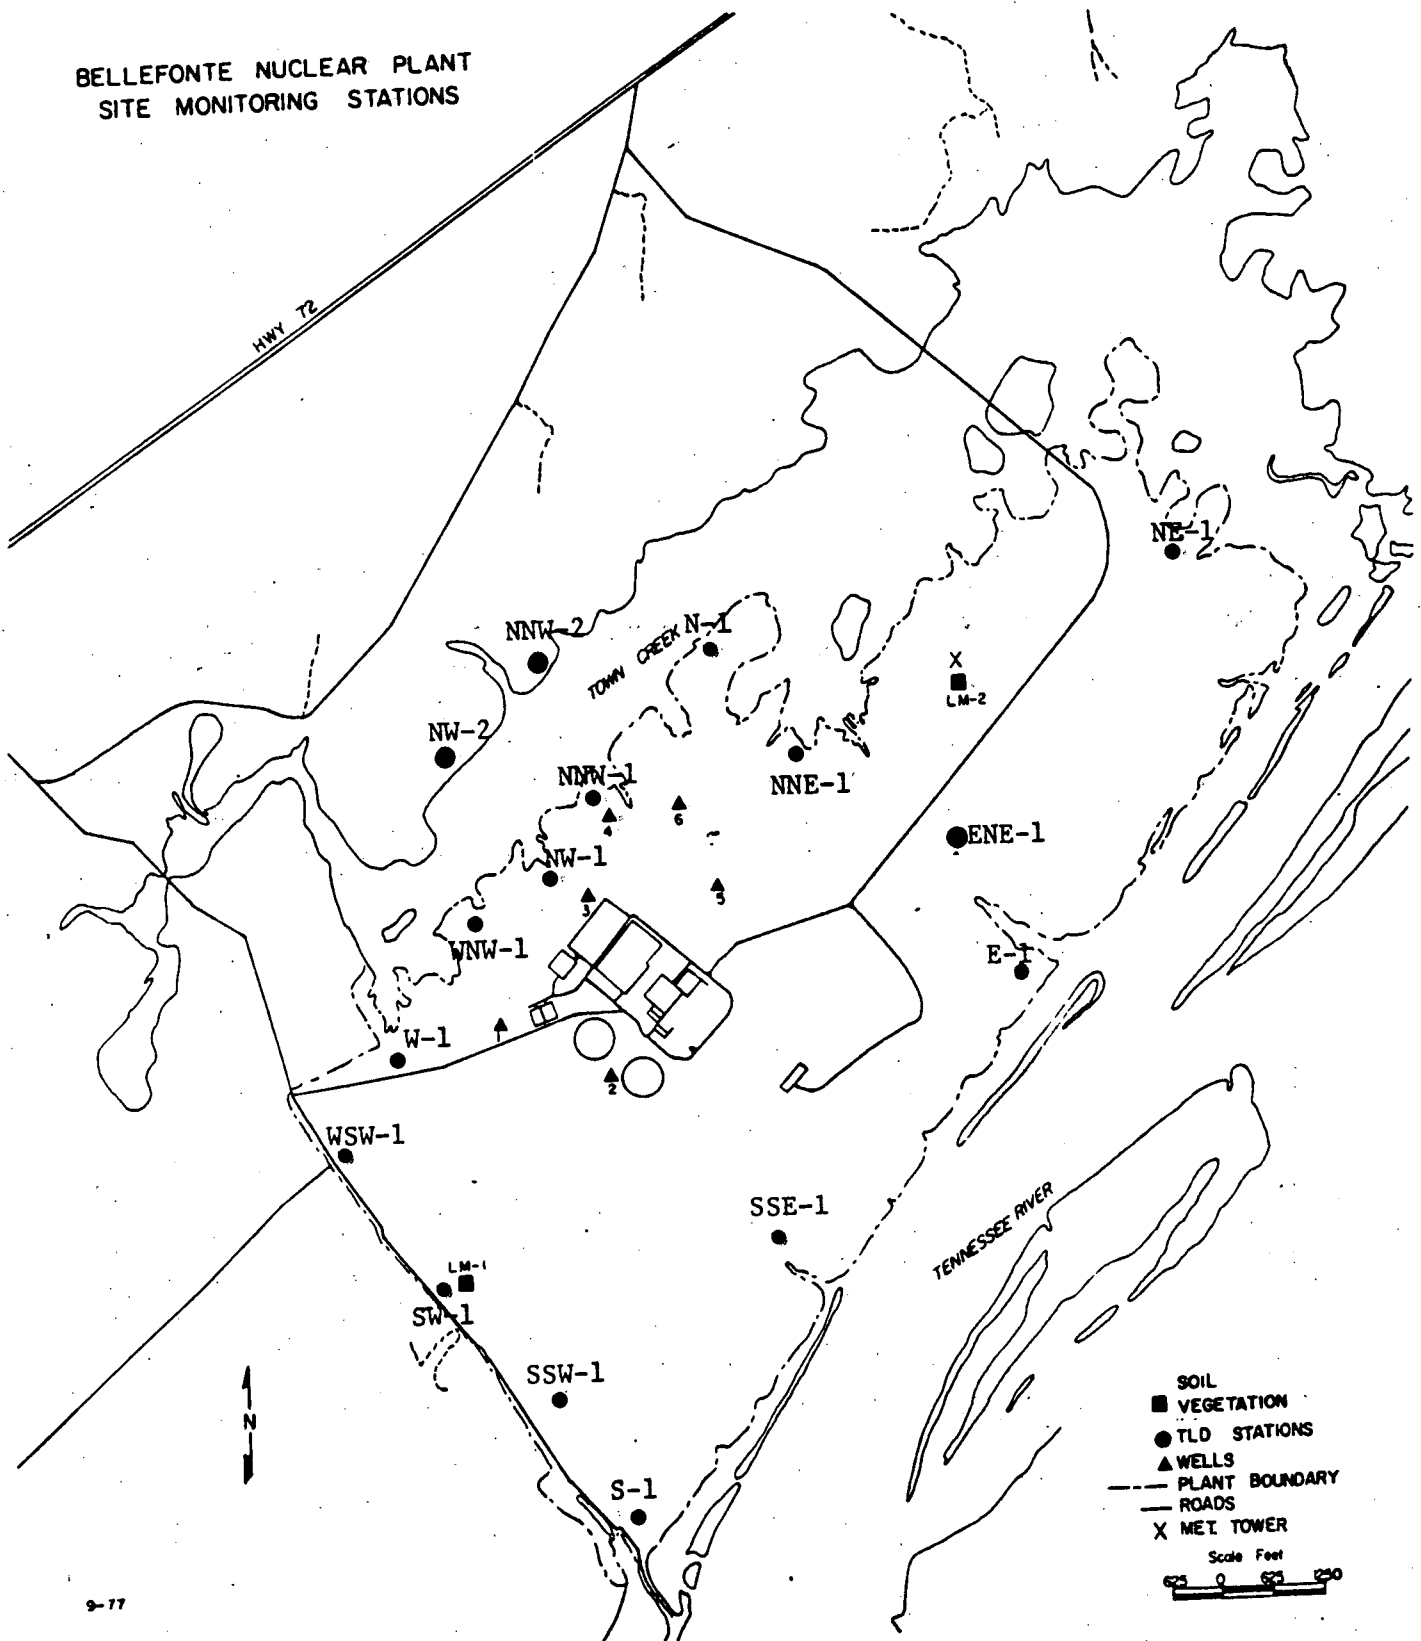 BELLEFONTE NUCLEAR PLANT
SITE MONITORING STATIONS
HWY 72
NE-1
NNW-2
TOWN CREEK
N-1
X
LM-2
NW-2
NNW-1
NNE-1
4
6
ENE-1
NW-1
3
5
WNW-1
E-1
W-1
1
2
WSW-1
SSE-1
TENNESSEE RIVER
LM-1
SW-1
SSW-1
N
S-1
SOIL
VEGETATION
TLD STATIONS
WELLS
PLANT BOUNDARY
ROADS
X MET. TOWER
Scale Feet
625 0 625 1250
9-77